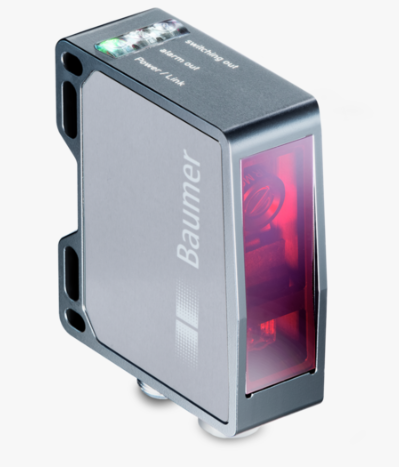 switching out
alarm out
Power / Link
Baumer